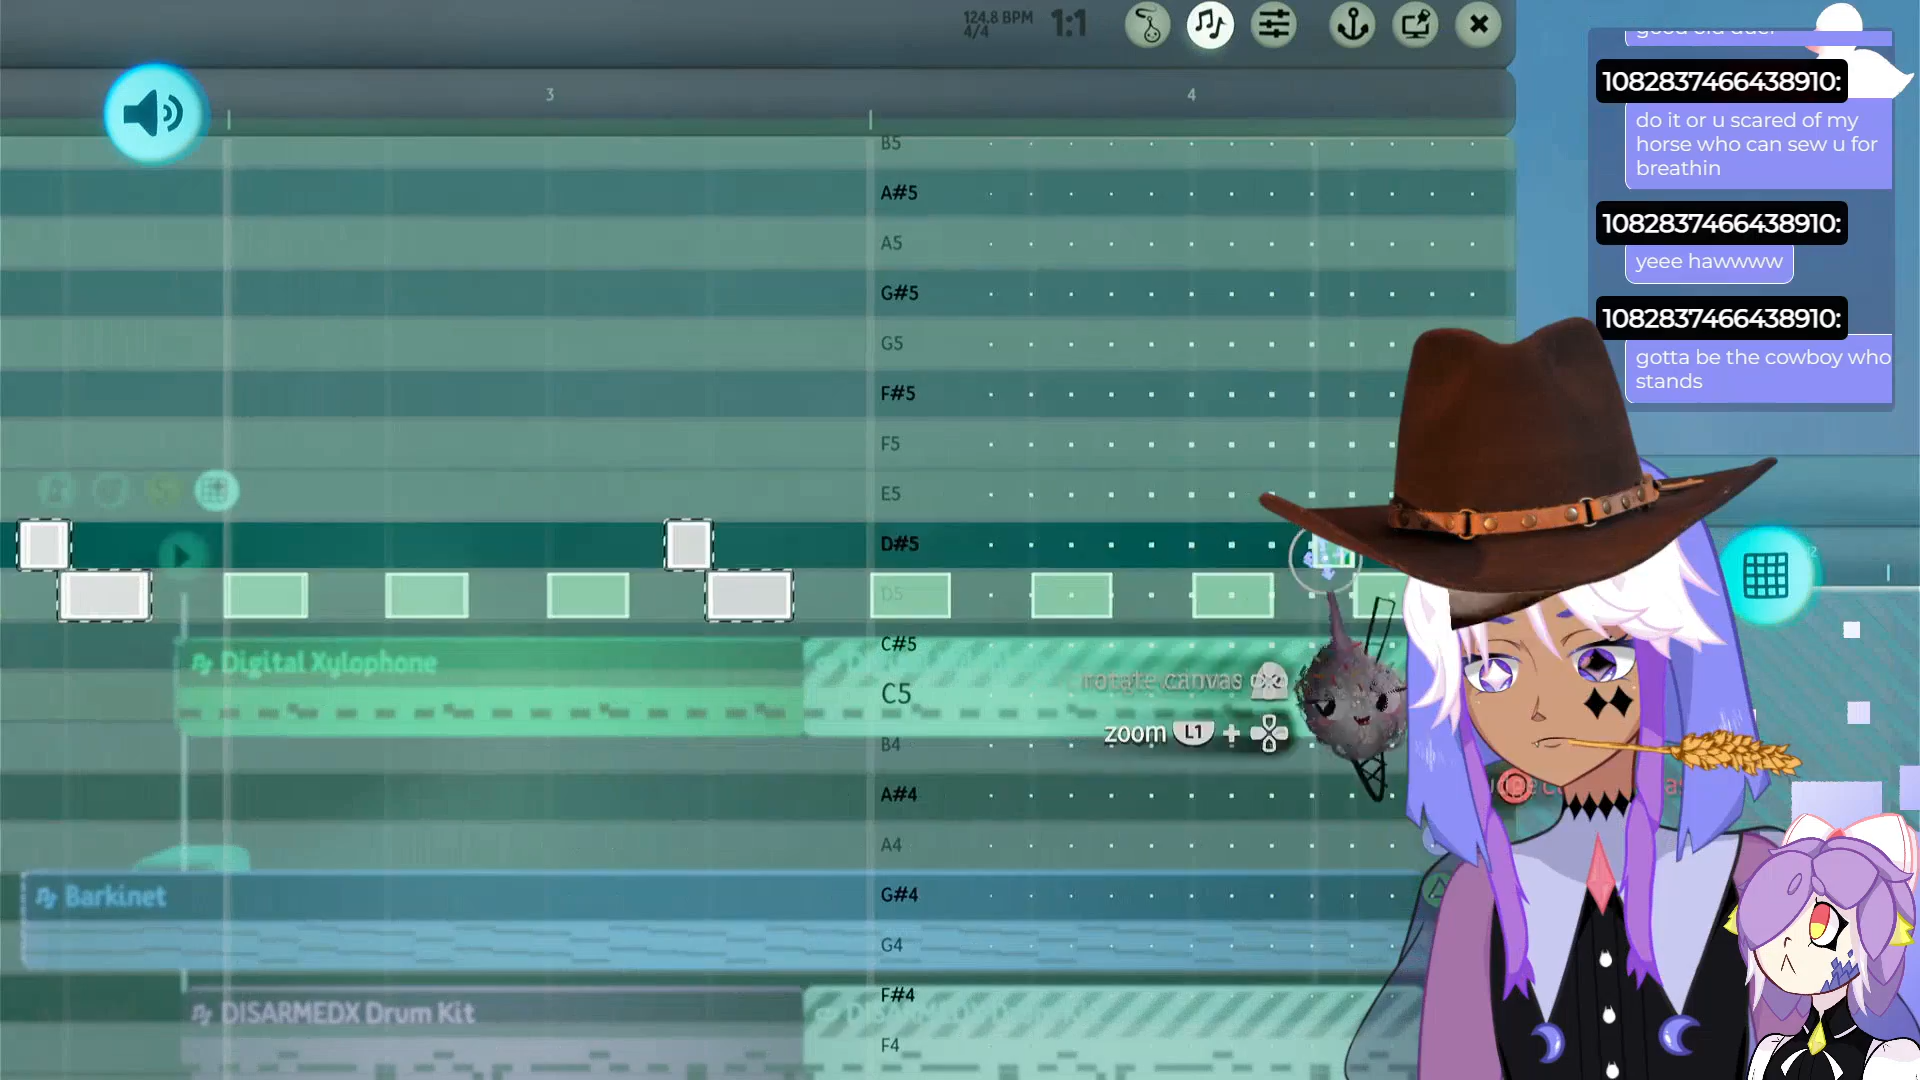 124.8 BPM
4/4
1:1
3
4
B5
A#5
A5
G#5
G5
F#5
F5
E5
D#5
D5
C#5
C5
B4
A#4
A4
G#4
G4
F#4
F4
Digital Xylophone
Barkinet
DISARMEDX Drum Kit
rotate canvas
zoom L1 +
1082837466438910:
do it or u scared of my
horse who can sew u for
breathin
1082837466438910:
yeee hawwww
1082837466438910:
gotta be the cowboy who
stands